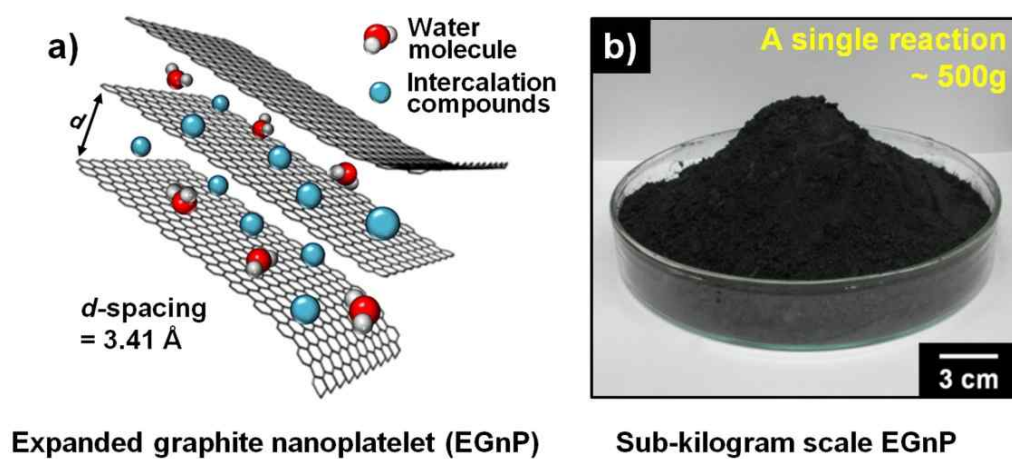 a)
Water
molecule
Intercalation
compounds
d
d-spacing
= 3.41 Å
Expanded graphite nanoplatelet (EGnP)
b)
A single reaction
~ 500g
3 cm
Sub-kilogram scale EGnP